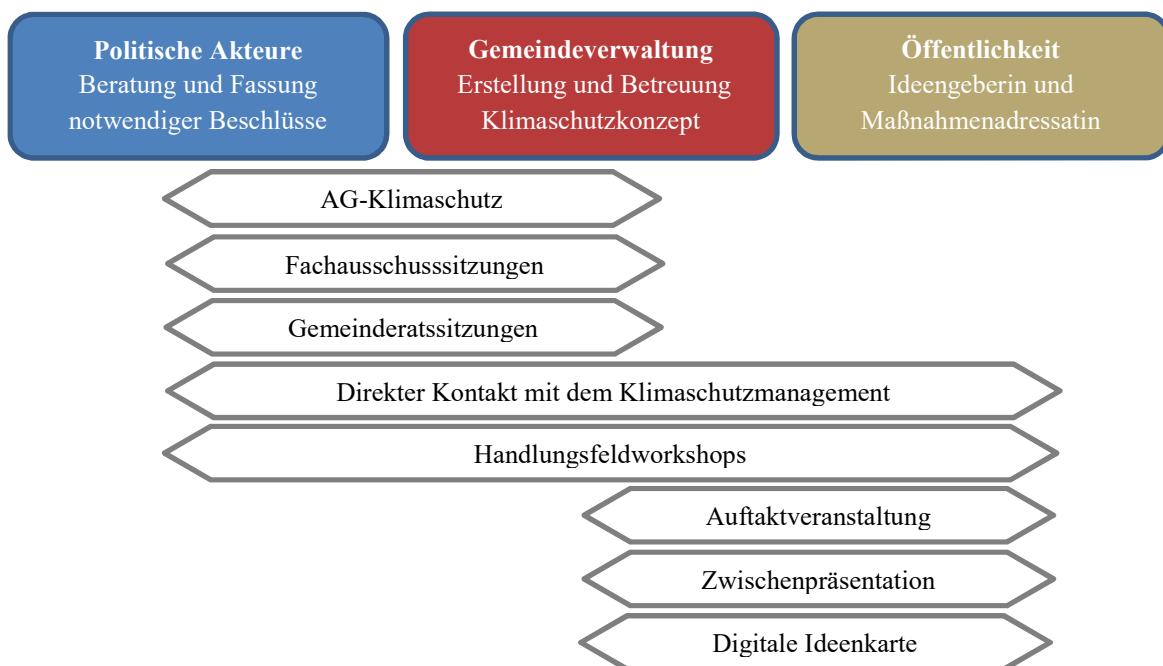 Politische Akteure
Beratung und Fassung
notwendiger Beschlüsse
Gemeindeverwaltung
Erstellung und Betreuung
Klimaschutzkonzept
Öffentlichkeit
Ideengeberin und
Maßnahmenadressatin
AG-Klimaschutz
Fachausschusssitzungen
Gemeinderatssitzungen
Direkter Kontakt mit dem Klimaschutzmanagement
Handlungsfeldworkshops
Auftaktveranstaltung
Zwischenpräsentation
Digitale Ideenkarte